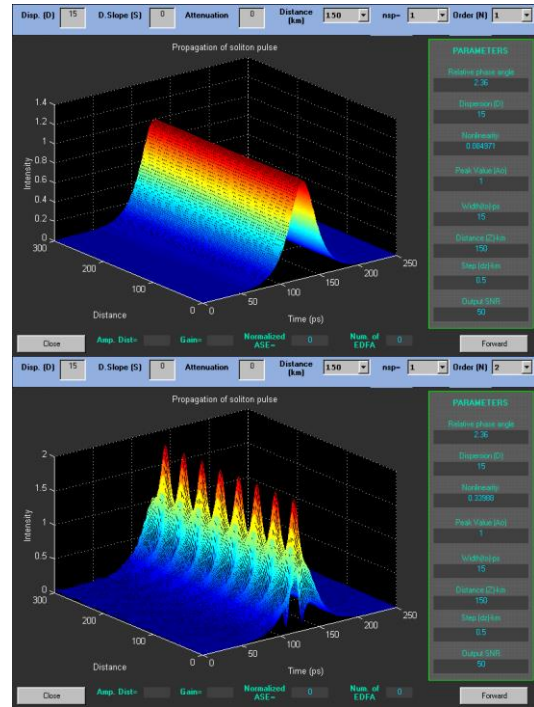 Disp. (D) 15 D.Slope (S) 0 Attenuation 0 Distance (km) 150 nsp= 1 Order (N) 1
Propagation of soliton pulse
1.4
1.2
1
0.8
0.6
0.4
0.2
0
Intensity
300
200
100
0
Distance
0
50
100
150
200
250
Time (ps)
PARAMETERS
Relative phase angle
2.36
Dispersion (D)
15
Nonlinearity
0.084971
Peak Value (Ao)
1
Width(to)-ps
15
Distance (Z)-km
150
Step (dz)-km
0.5
Output SNR
50
Close Amp. Dist= Gain= Normalized ASE= 0 Num. of EDFA 0 Forward
Disp. (D) 15 D.Slope (S) 0 Attenuation 0 Distance (km) 150 nsp= 1 Order (N) 2
Propagation of soliton pulse
2
1.5
1
0.5
0
Intensity
300
200
100
0
Distance
0
50
100
150
200
250
Time (ps)
PARAMETERS
Relative phase angle
2.36
Dispersion (D)
15
Nonlinearity
0.33988
Peak Value (Ao)
1
Width(to)-ps
15
Distance (Z)-km
150
Step (dz)-km
0.5
Output SNR
50
Close Amp. Dist= Gain= Normalized ASE= 0 Num. of EDFA 0 Forward